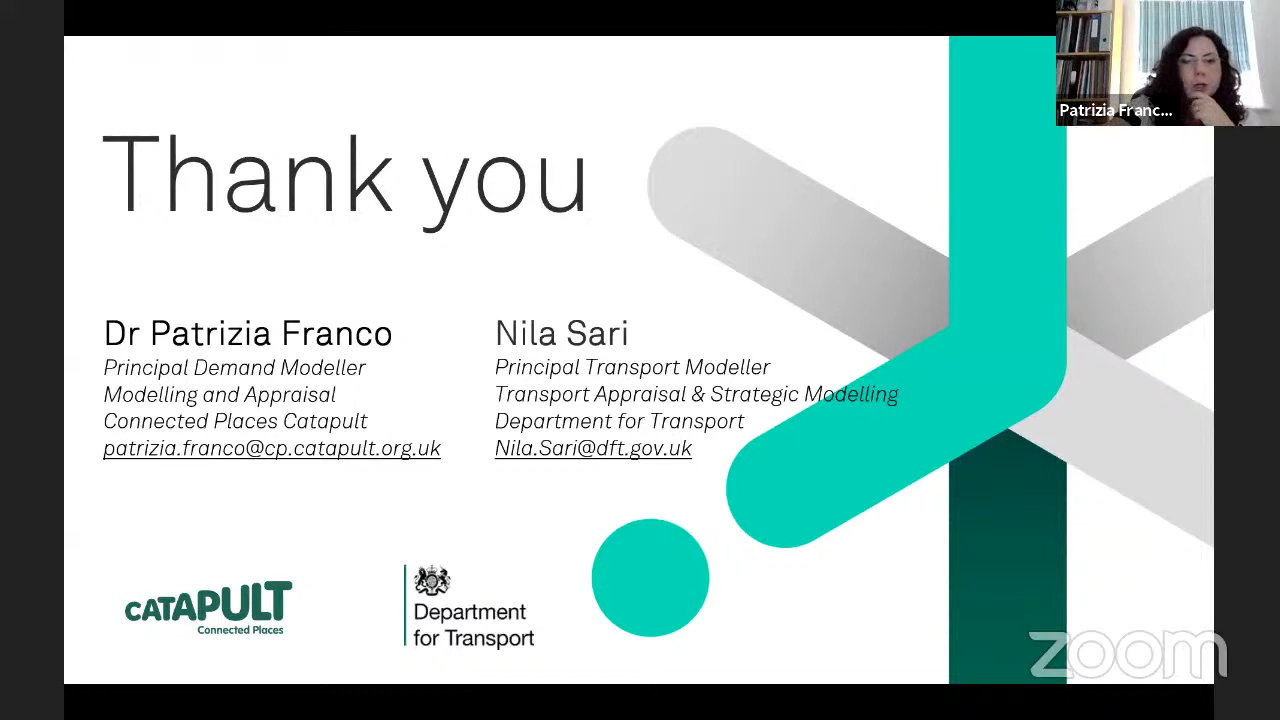 Patrizia Franc...
Thank you
Dr Patrizia Franco
Principal Demand Modeller
Modelling and Appraisal
Connected Places Catapult
patrizia.franco@cp.catapult.org.uk
Nila Sari
Principal Transport Modeller
Transport Appraisal & Strategic Modelling
Department for Transport
Nila.Sari@dft.gov.uk
CATAPULT
Connected Places
Department
for Transport
zoom